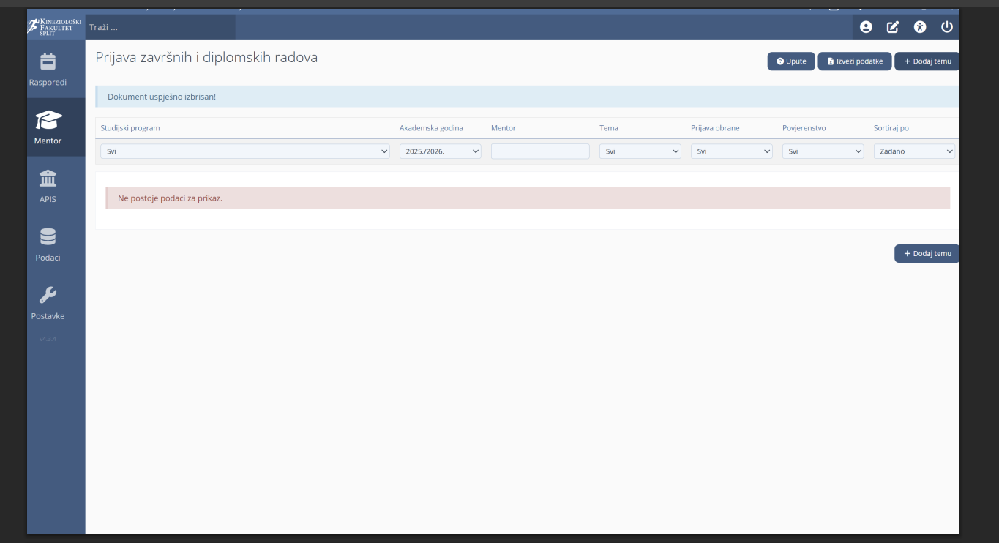 KINEZIOLOŠKI
FAKULTET
SPLIT
Traži ...
Rasporedi
Mentor
APIS
Podaci
Postavke
v4.3.4
Prijava završnih i diplomskih radova
Upute
Izvezi podatke
+ Dodaj temu
Dokument uspješno izbrisan!
Studijski program Akademska godina Mentor Tema Prijava obrane Povjerenstvo Sortiraj po
Svi 2025./2026. Svi Svi Svi Zadano
Ne postoje podaci za prikaz.
+ Dodaj temu